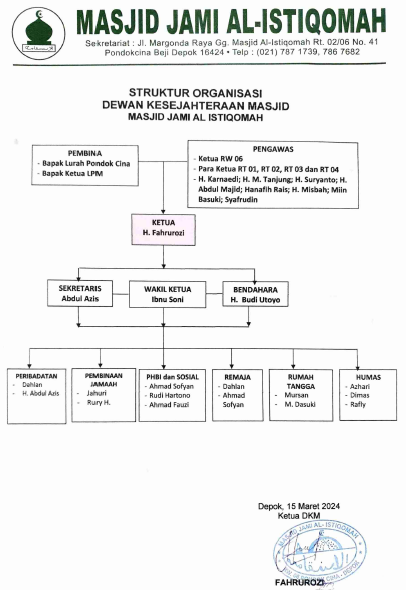 MASJID JAMI AL-ISTIQOMAH
Sekretariat : Jl. Margonda Raya Gg. Masjid Al-Istiqomah Rt. 02/06 No. 41
Pondokcina Beji Depok 16424 • Telp : (021) 787 1739, 786 7682
STRUKTUR ORGANISASI
DEWAN KESEJAHTERAAN MASJID
MASJID JAMI AL ISTIQOMAH
PEMBINA
- Bapak Lurah Pondok Cina
- Bapak Ketua LPIM
PENGAWAS
- Ketua RW 06
- Para Ketua RT 01, RT 02, RT 03 dan RT 04
- H. Karnaedi; H. M. Tanjung; H. Suryanto; H.
Abdul Majid; Hanafih Rais; H. Misbah; Miin
Basuki; Syafrudin
KETUA
H. Fahrurozi
SEKRETARIS
Abdul Azis
WAKIL KETUA
Ibnu Soni
BENDAHARA
H. Budi Utoyo
PERIBADATAN
- Dahlan
- H. Abdul Azis
PEMBINAAN
JAMAAH
- Jahuri
- Rury H.
PHBI dan SOSIAL
- Ahmad Sofyan
- Rudi Hartono
- Ahmad Fauzi
REMAJA
- Dahlan
- Ahmad
Sofyan
RUMAH
TANGGA
- Mursan
- M. Dasuki
HUMAS
- Azhari
- Dimas
- Rafly
Depok, 15 Maret 2024
Ketua DKM
MASJID JAMI AL-ISTIQOMAH
FAHRUROZI